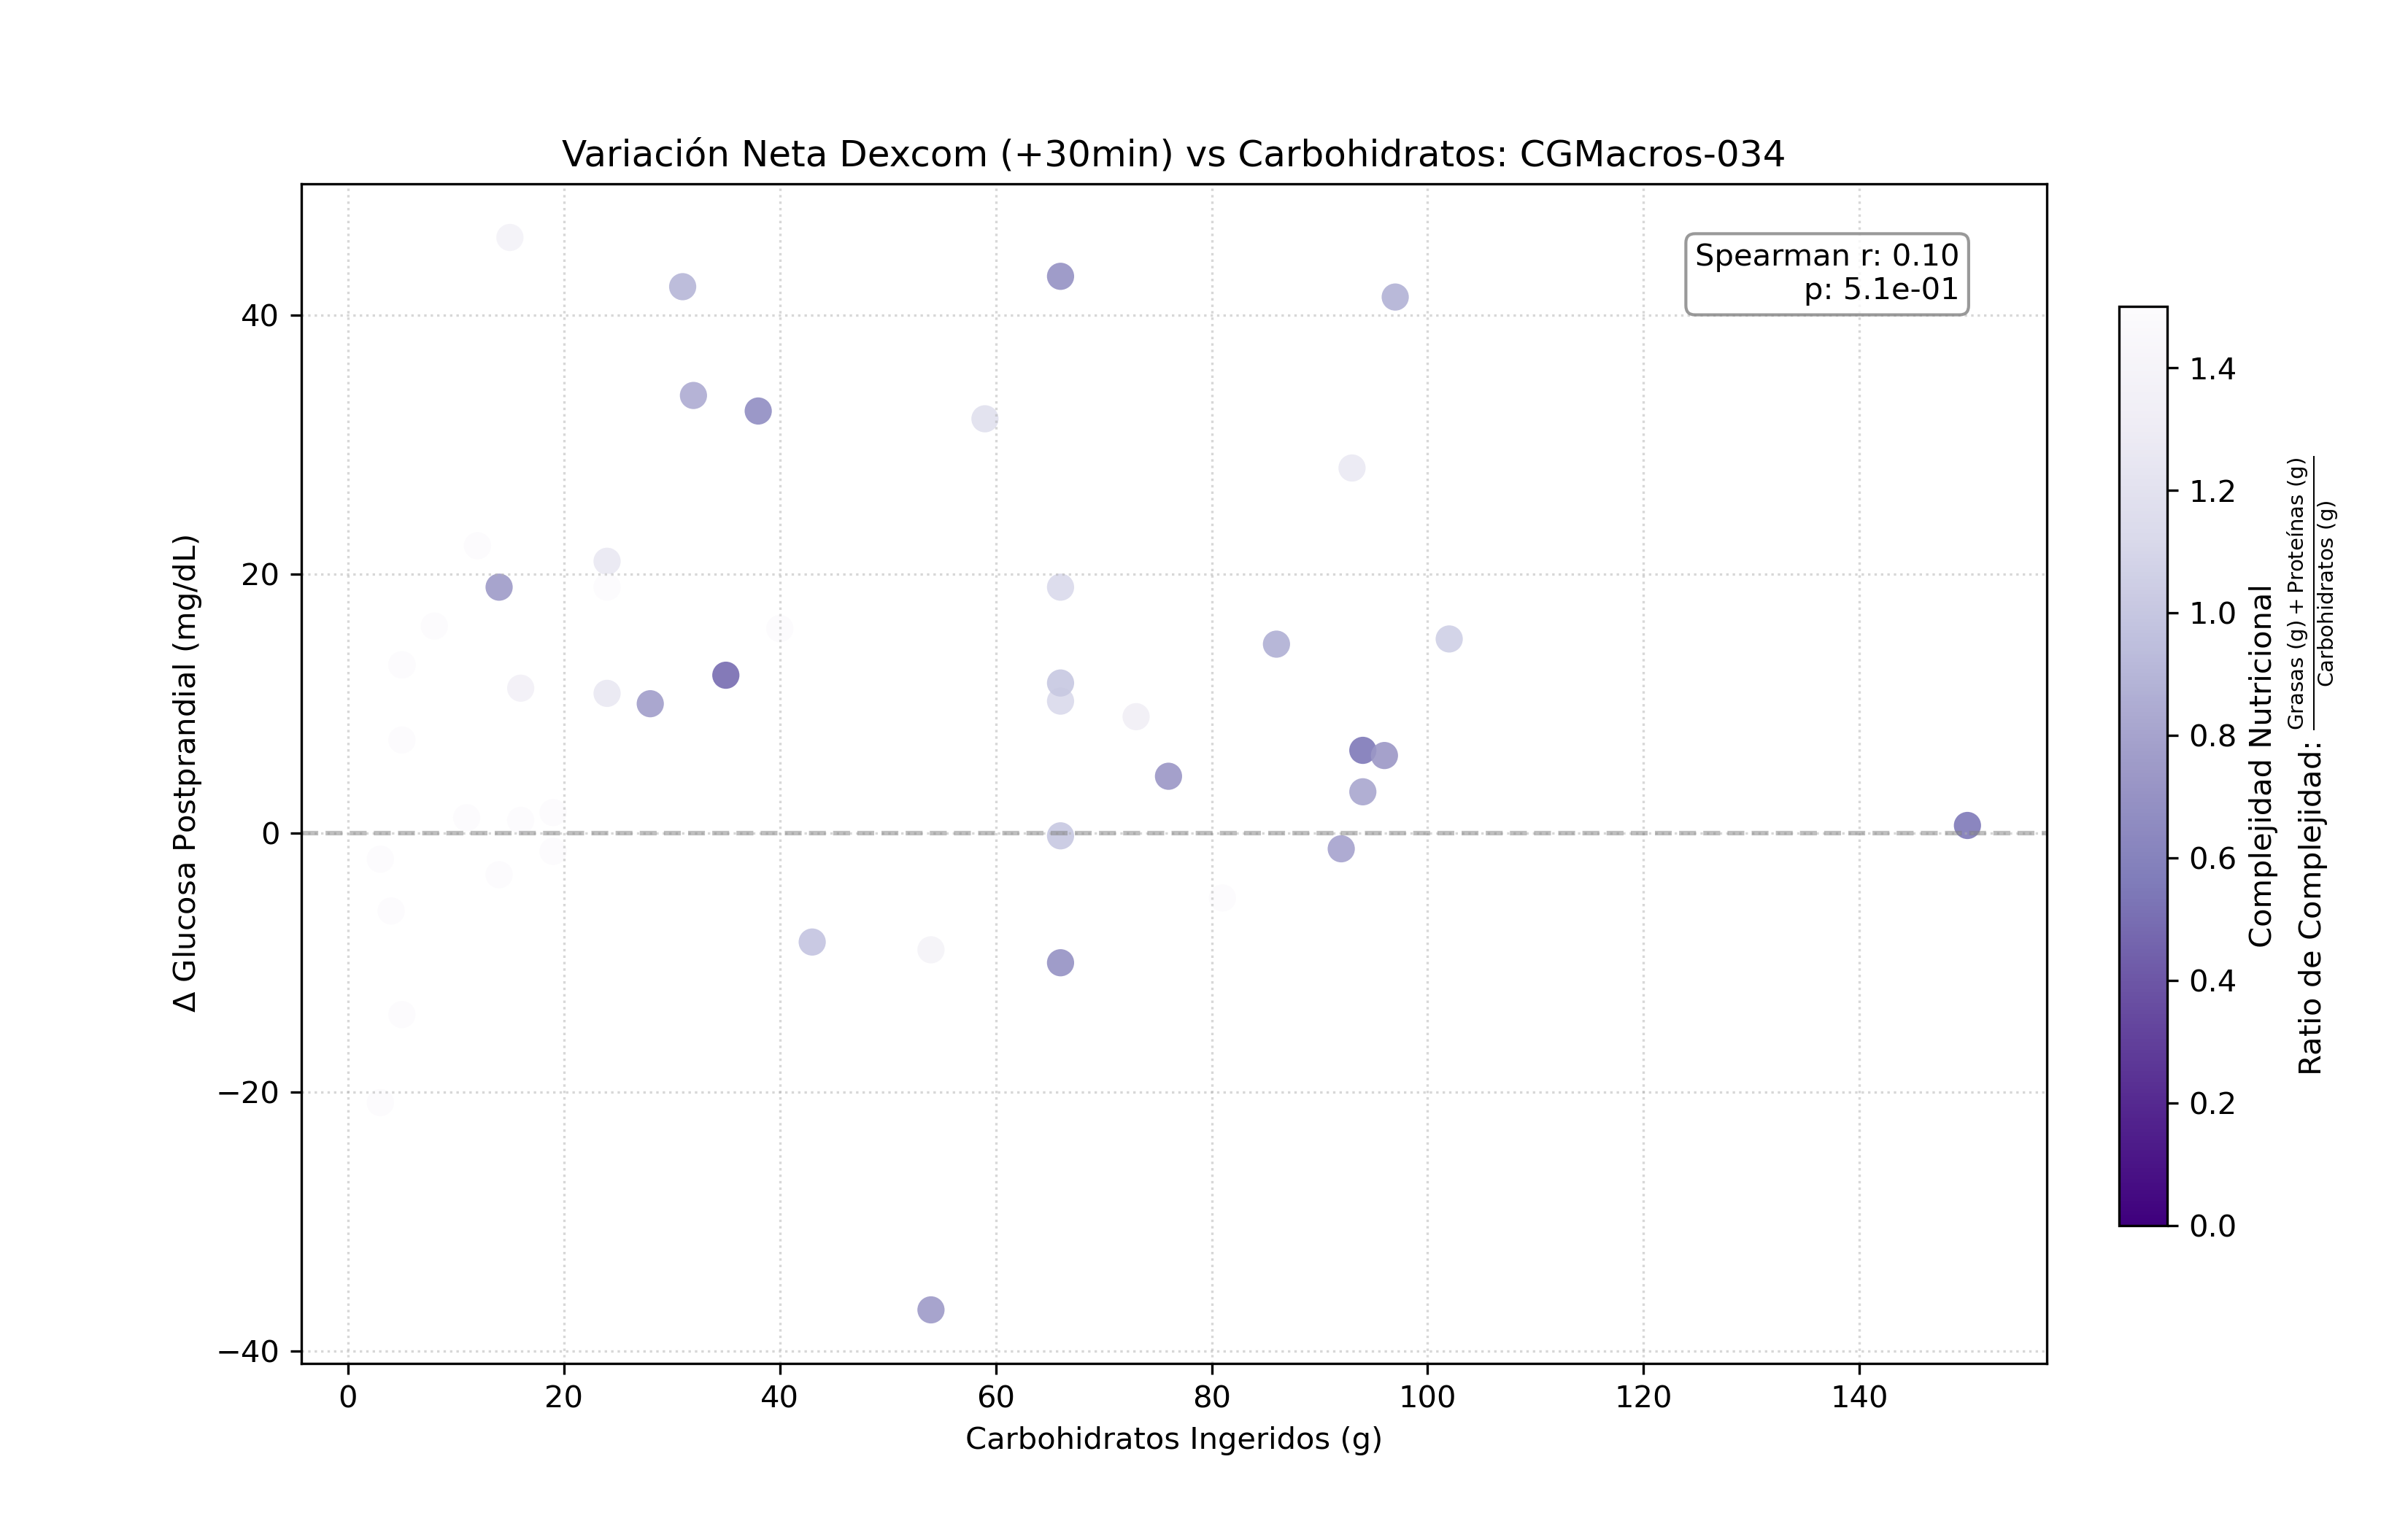 Variación Neta Dexcom (+30min) vs Carbohidratos: CGMacros-034
Spearman r: 0.10
p: 5.1e-01
Δ Glucosa Postprandial (mg/dL)
40
20
0
−20
−40
0
20
40
60
80
100
120
140
Carbohidratos Ingeridos (g)
1.4
1.2
1.0
0.8
0.6
0.4
0.2
0.0
Complejidad Nutricional
Ratio de Complejidad: Grasas (g) + Proteínas (g)
Carbohidratos (g)